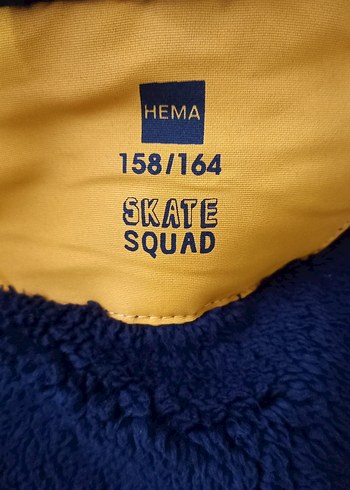 HEMA
158/164
SKATE
SQUAD